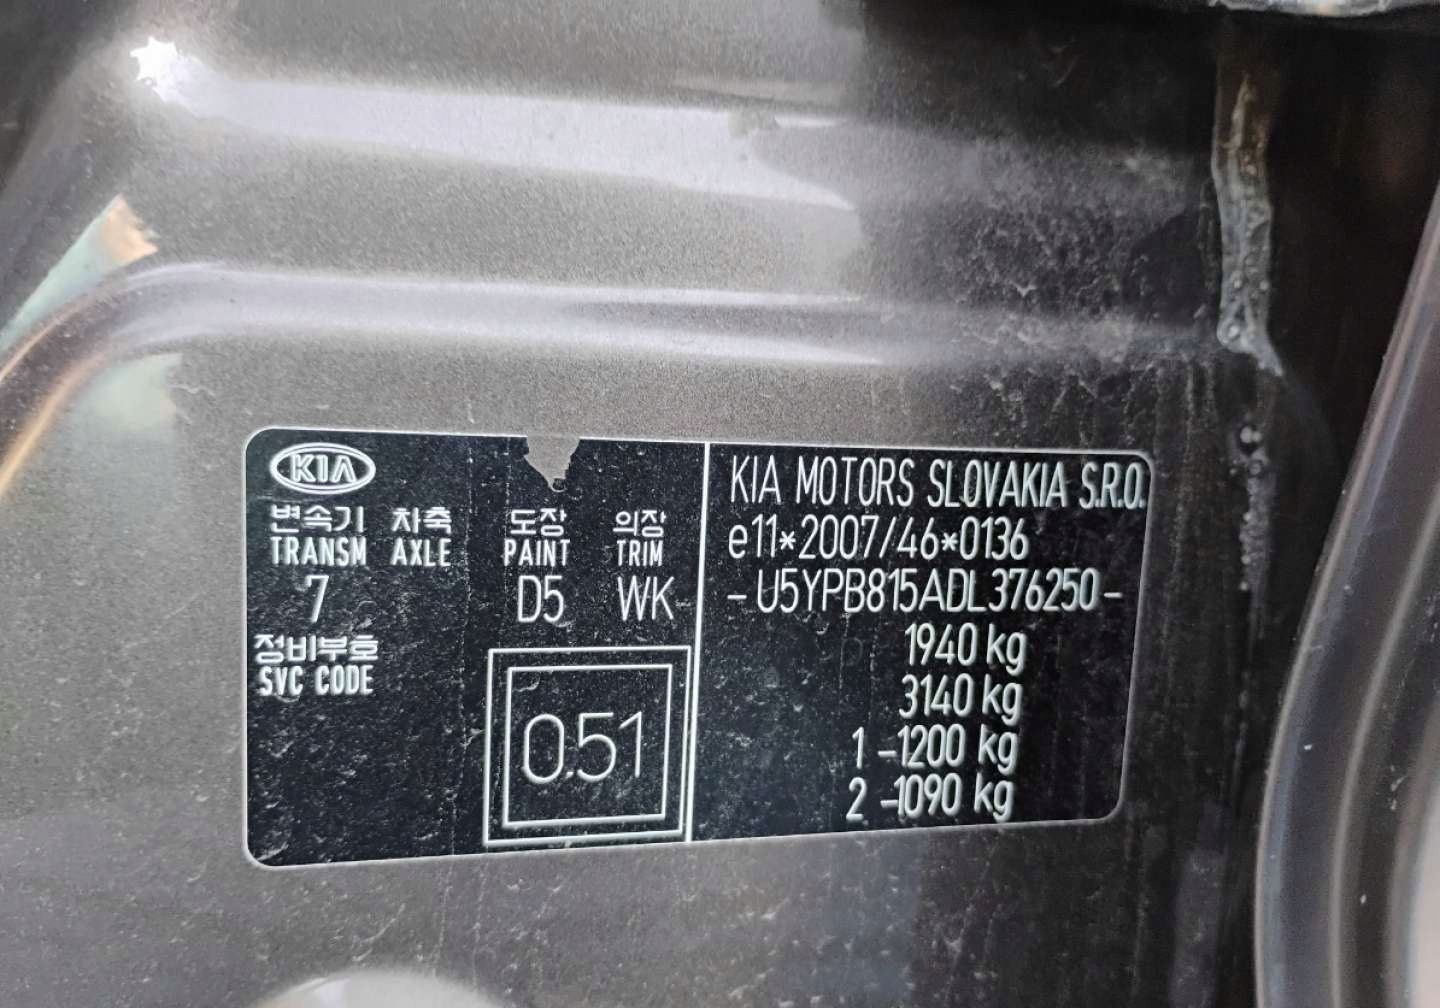 KIA
변속기 차축 도장 의장
TRANSM AXLE PAINT TRIM
7 D5 WK
정비부호
SVC CODE
0.51
KIA MOTORS SLOVAKIA S.R.O.
e11*2007/46*0136
-U5YPB815ADL376250-
1940 kg
3140 kg
1 -1200 kg
2 -1090 kg